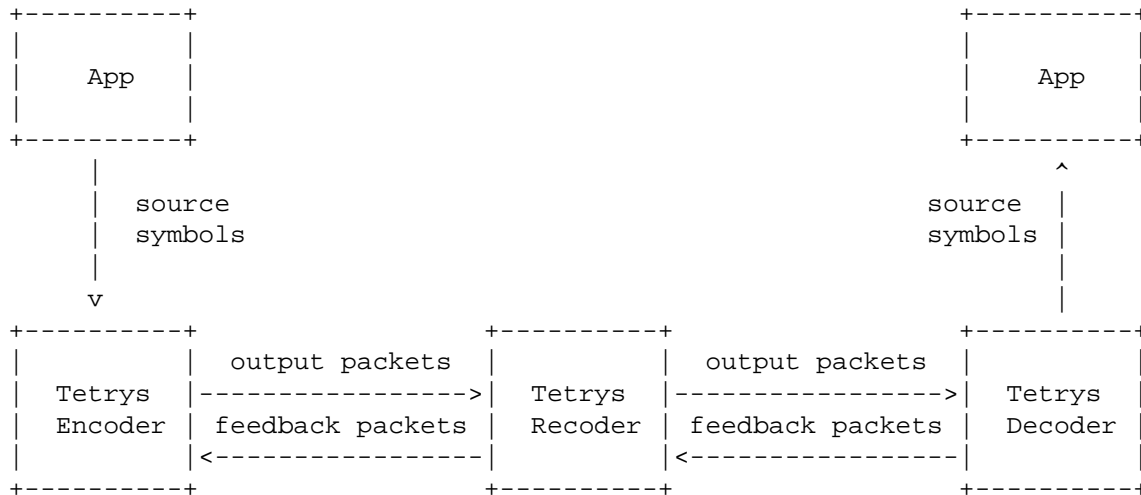 App App
source source
symbols symbols
output packets output packets
Tetrys Tetrys Tetrys
Encoder feedback packets Recoder feedback packets Decoder